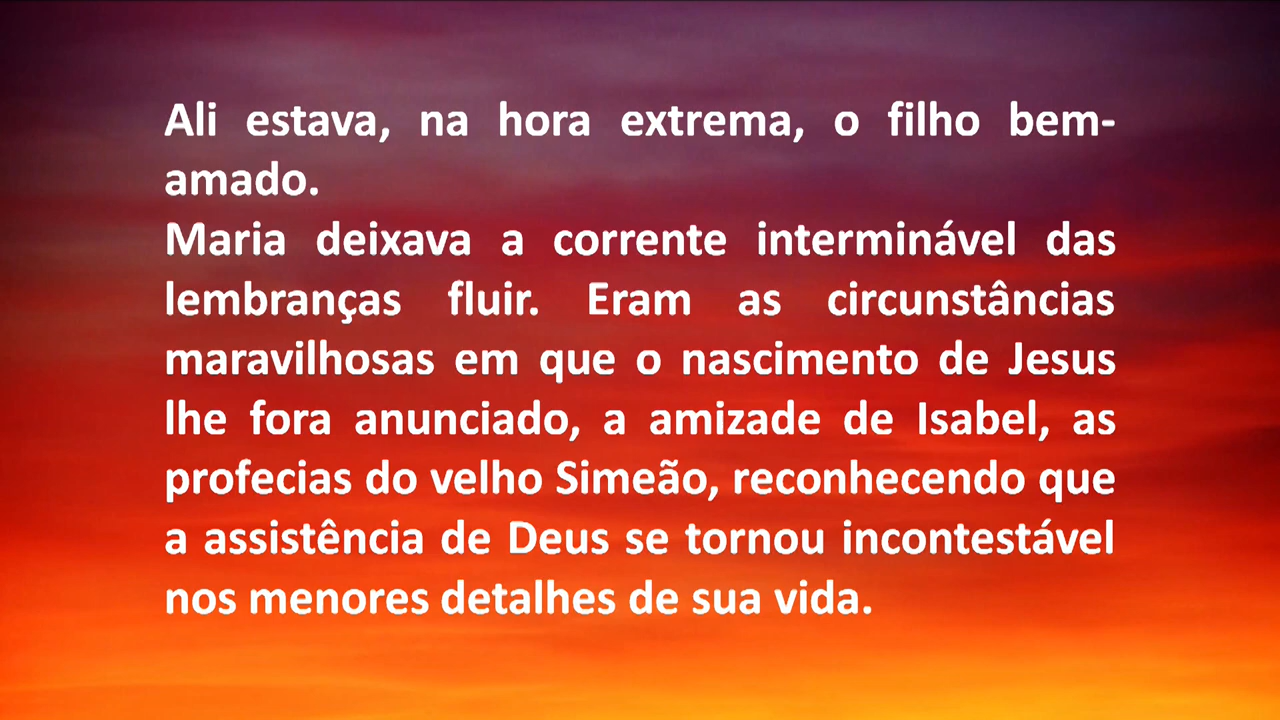 Ali estava, na hora extrema, o filho bem-
amado.
Maria deixava a corrente interminável das
lembranças fluir. Eram as circunstâncias
maravilhosas em que o nascimento de Jesus
lhe fora anunciado, a amizade de Isabel, as
profecias do velho Simeão, reconhecendo que
a assistência de Deus se tornou incontestável
nos menores detalhes de sua vida.